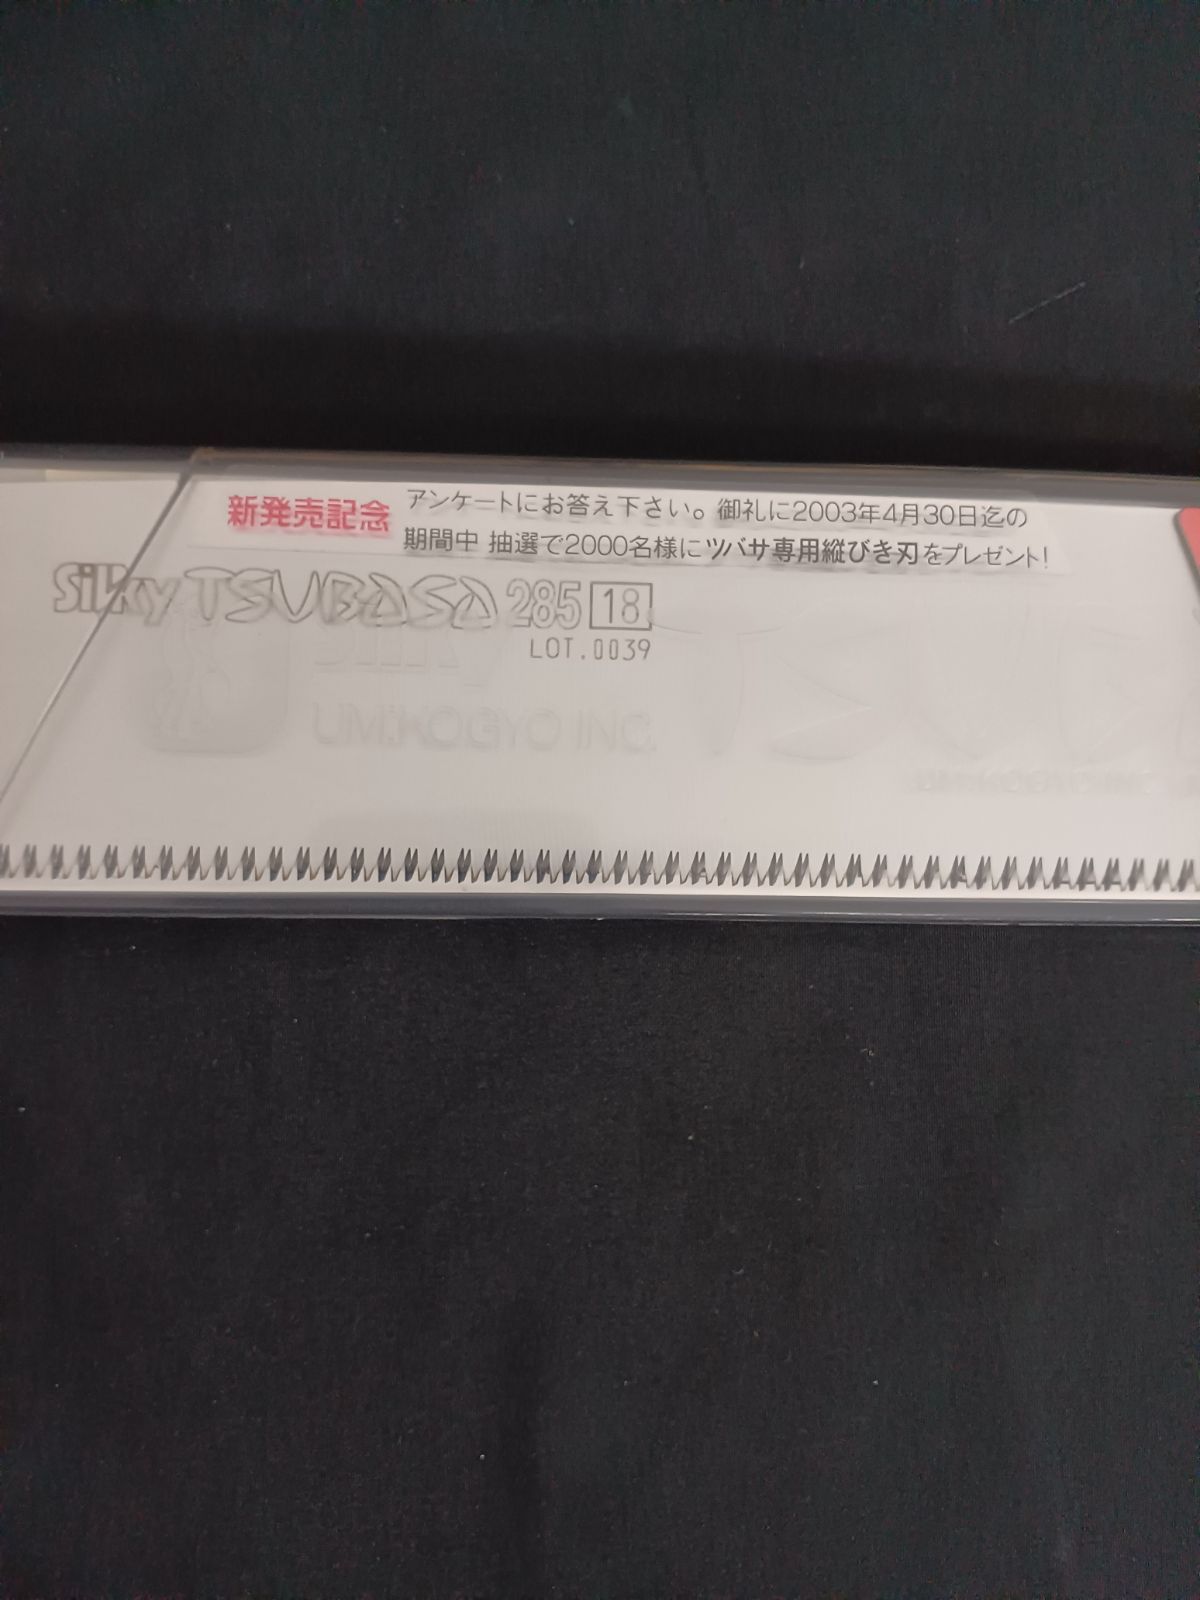 新発売記念
アンケートにお答え下さい。御礼に2003年4月30日迄の
期間中 抽選で2000名様にツバサ専用縦びき刃をプレゼント!
SiLKy TSUBASA 285 18
LOT.0039
Silky
UM.KOGYO INC.
TSUBA